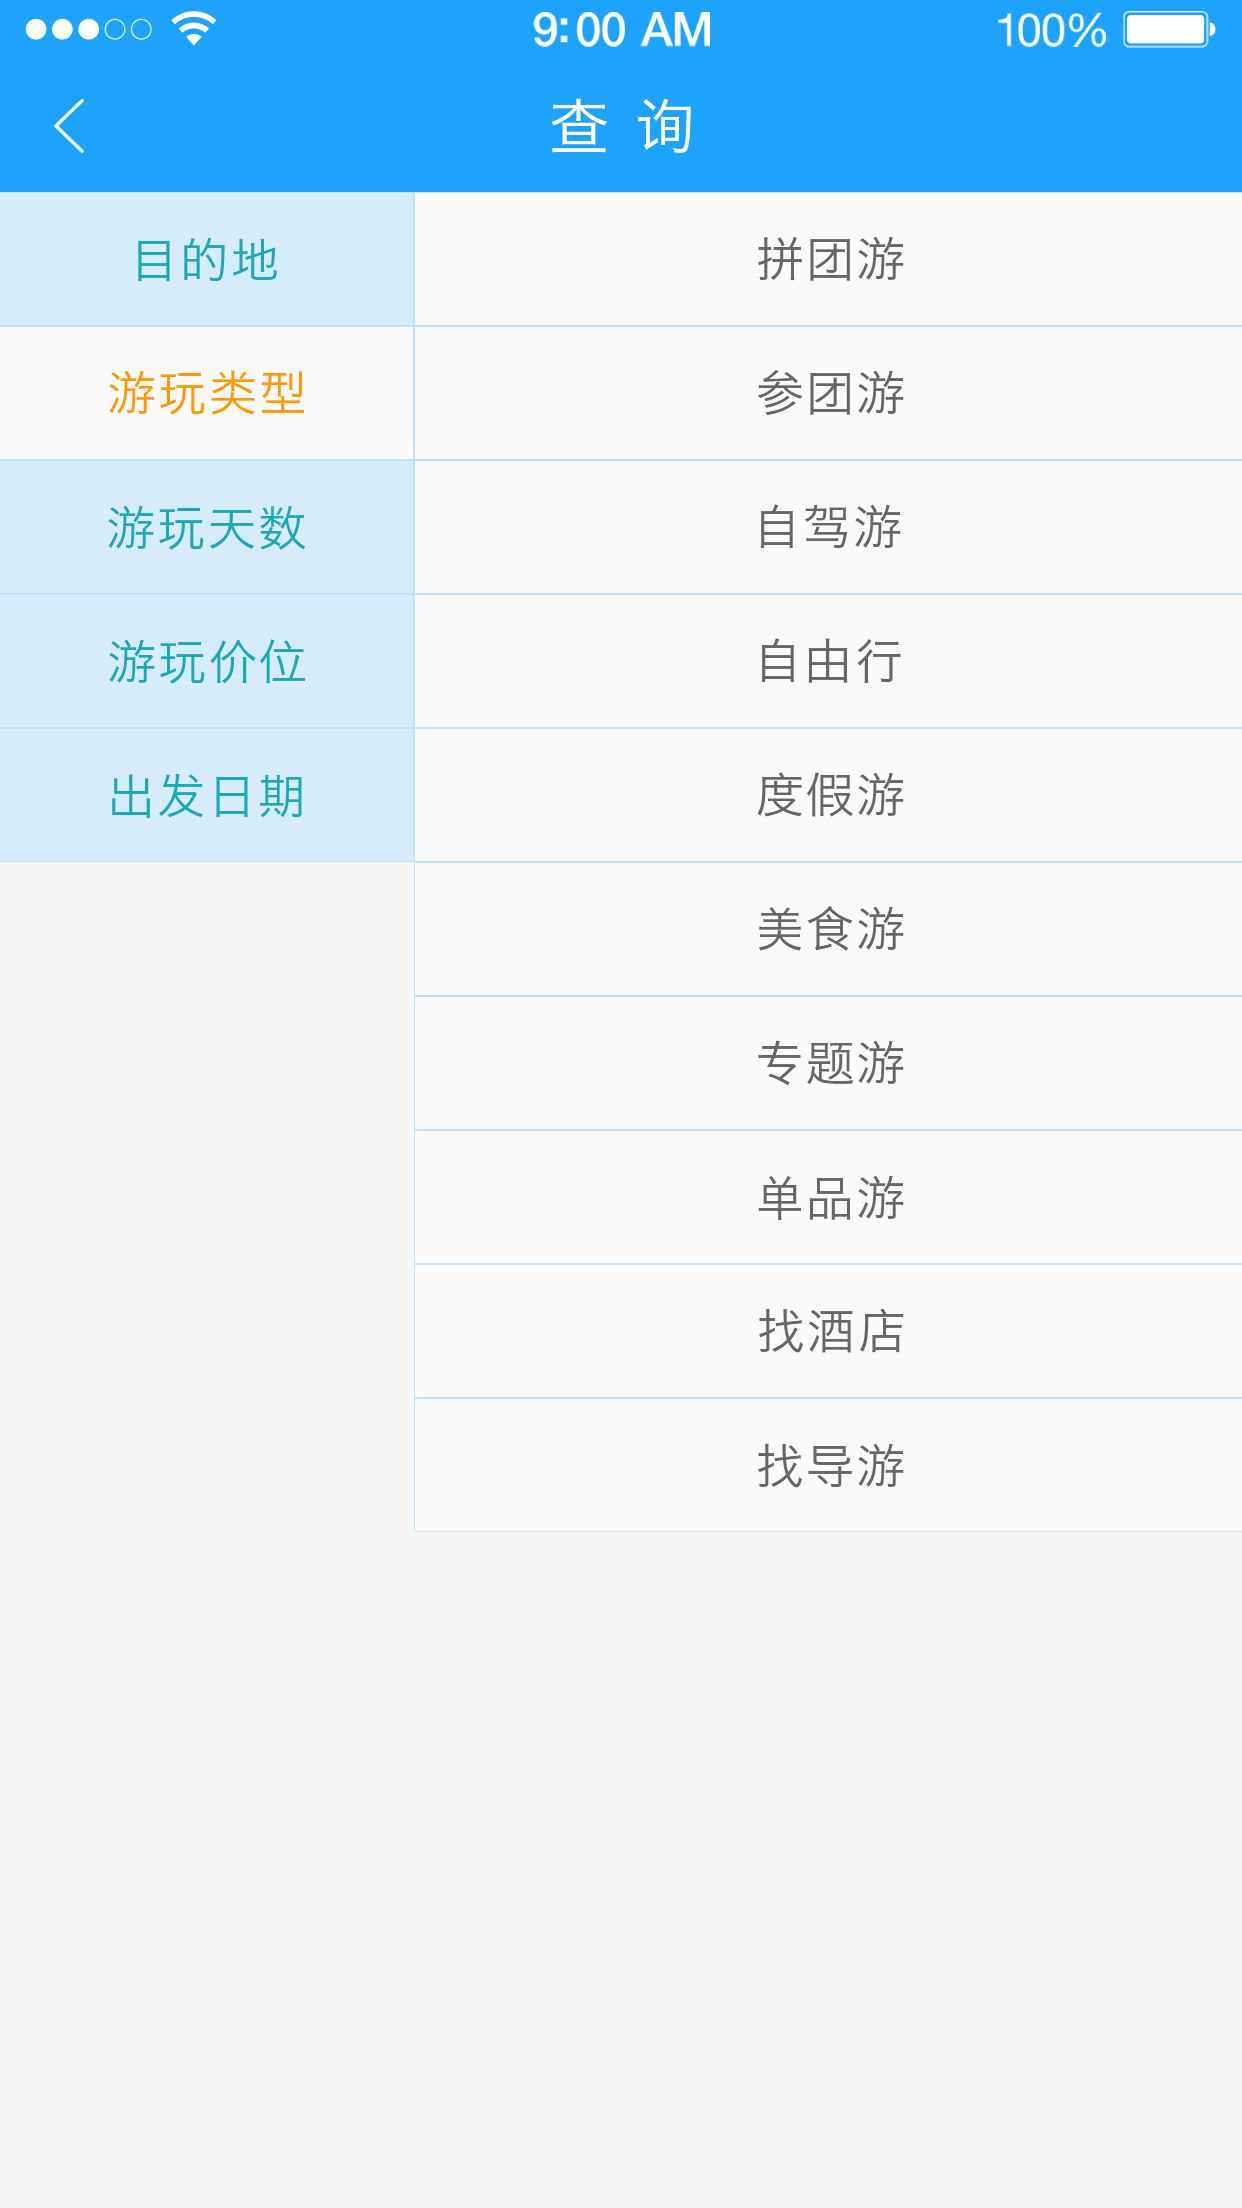 9:00 AM
100%
查 询
目的地
游玩类型
游玩天数
游玩价位
出发日期
拼团游
参团游
自驾游
自由行
度假游
美食游
专题游
单品游
找酒店
找导游